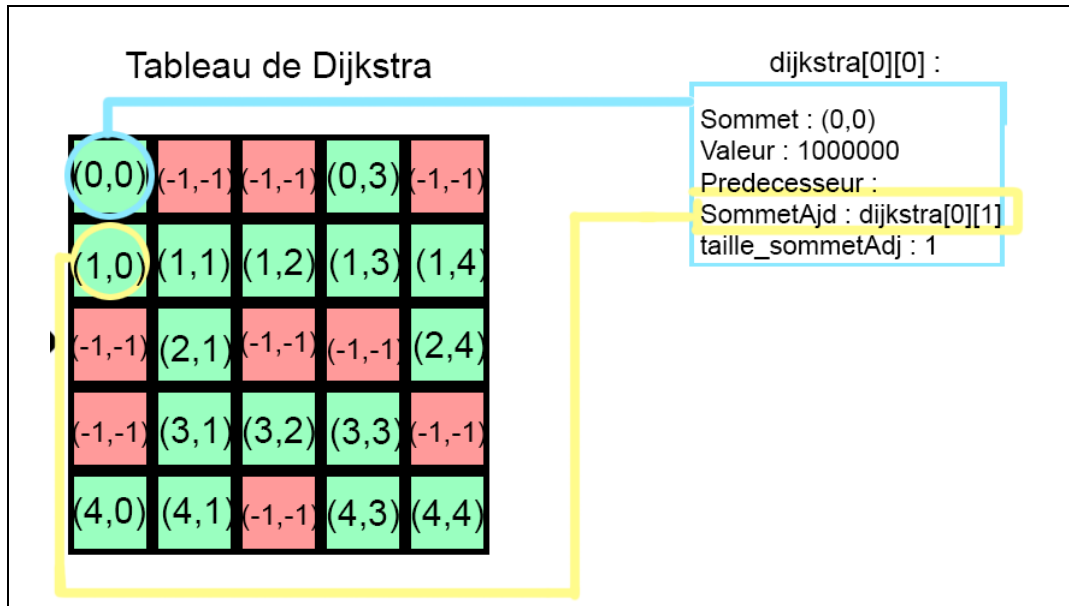 Tableau de Dijkstra
dijkstra[0][0] :
Sommet : (0,0)
Valeur : 1000000
Predecesseur :
SommetAjd : dijkstra[0][1]
taille_sommetAdj : 1
(0,0) (-1,-1) (-1,-1) (0,3) (-1,-1)
(1,0) (1,1) (1,2) (1,3) (1,4)
(-1,-1) (2,1) (-1,-1) (-1,-1) (2,4)
(-1,-1) (3,1) (3,2) (3,3) (-1,-1)
(4,0) (4,1) (-1,-1) (4,3) (4,4)